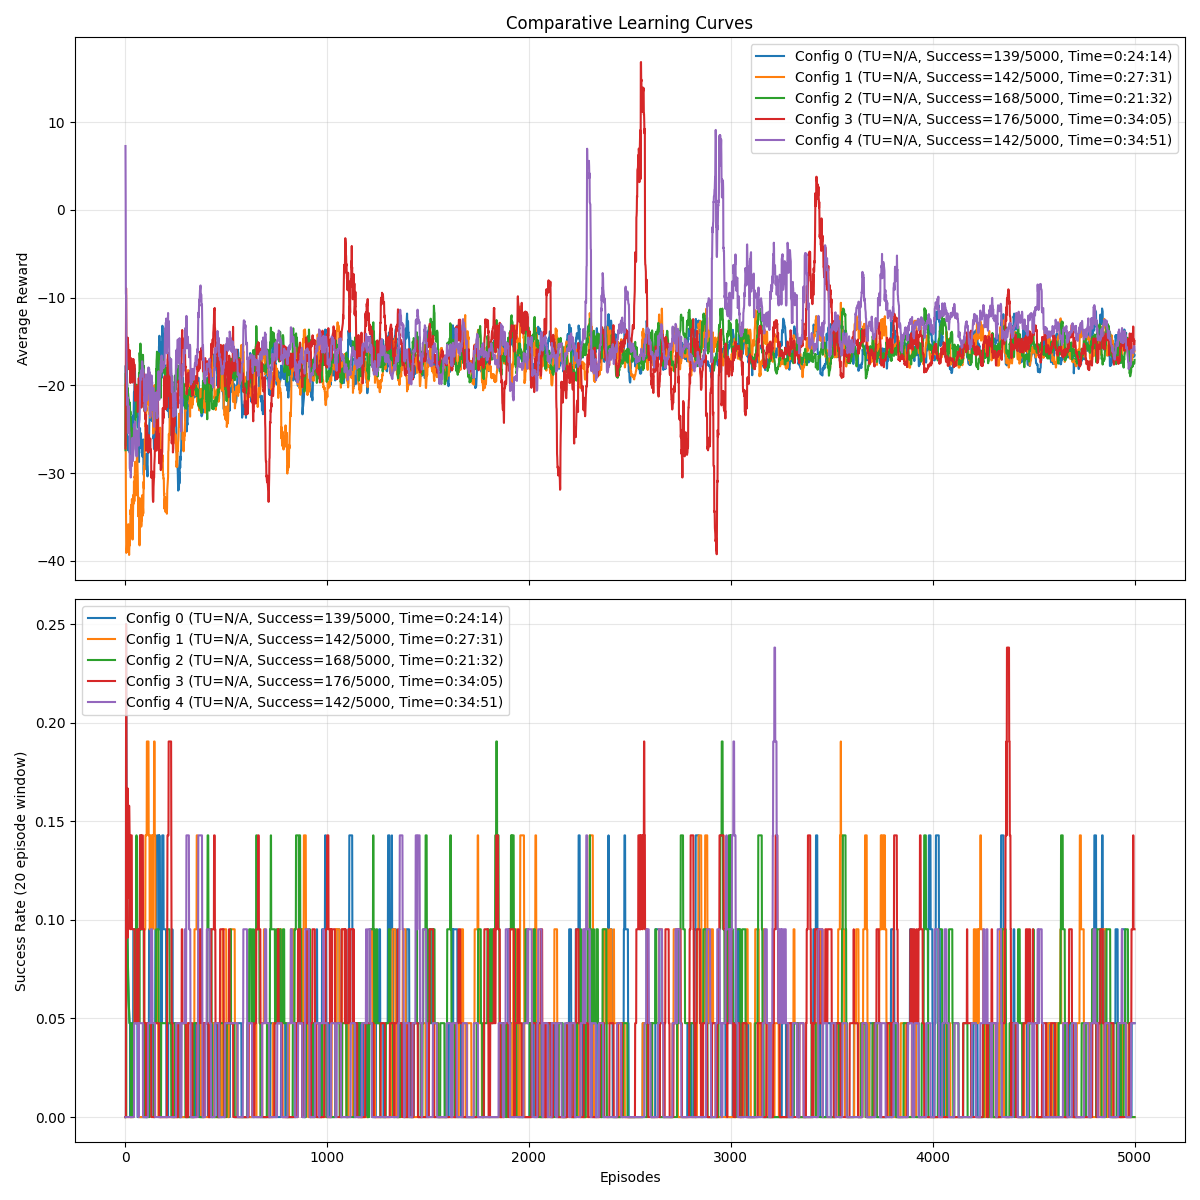 Comparative Learning Curves
Config 0 (TU=N/A, Success=139/5000, Time=0:24:14)
Config 1 (TU=N/A, Success=142/5000, Time=0:27:31)
Config 2 (TU=N/A, Success=168/5000, Time=0:21:32)
Config 3 (TU=N/A, Success=176/5000, Time=0:34:05)
Config 4 (TU=N/A, Success=142/5000, Time=0:34:51)
Average Reward
10
0
−10
−20
−30
−40
Config 0 (TU=N/A, Success=139/5000, Time=0:24:14)
Config 1 (TU=N/A, Success=142/5000, Time=0:27:31)
Config 2 (TU=N/A, Success=168/5000, Time=0:21:32)
Config 3 (TU=N/A, Success=176/5000, Time=0:34:05)
Config 4 (TU=N/A, Success=142/5000, Time=0:34:51)
Success Rate (20 episode window)
0.25
0.20
0.15
0.10
0.05
0.00
0 1000 2000 3000 4000 5000
Episodes